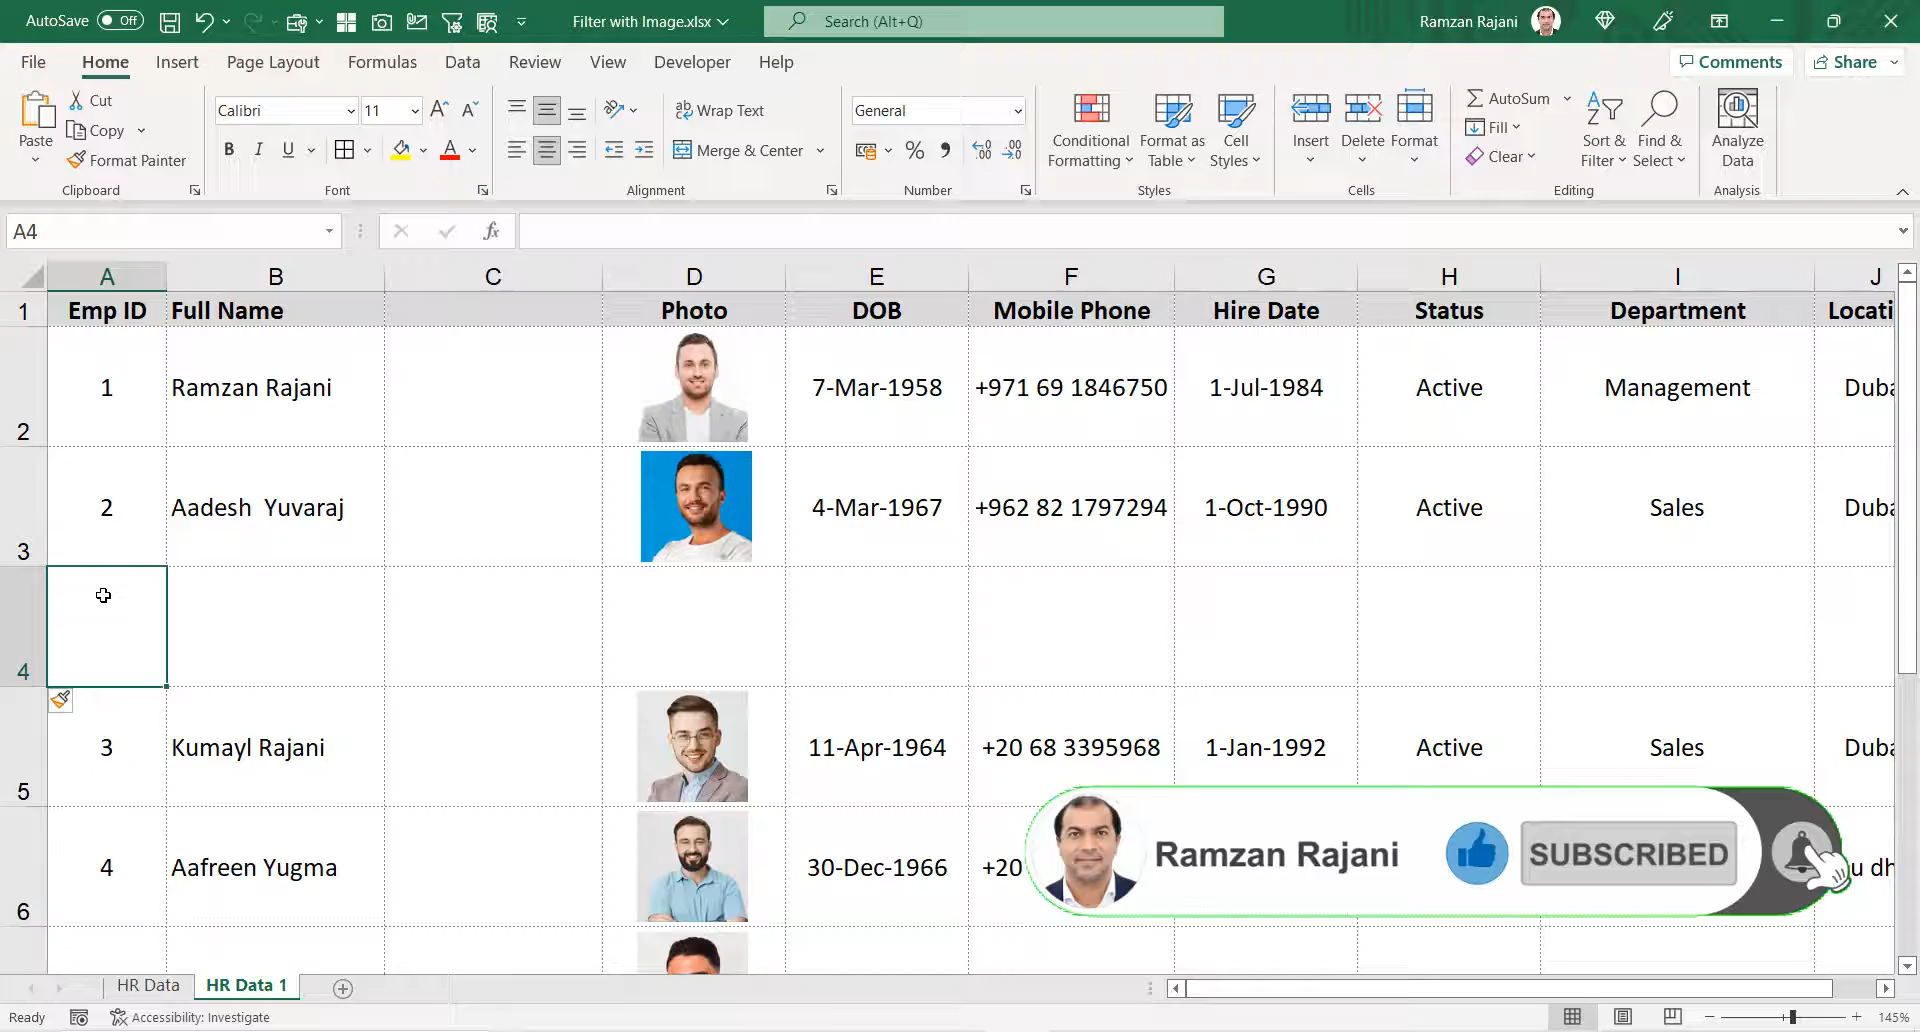 AutoSave Off Filter with Image.xlsx Search (Alt+Q) Ramzan Rajani
File Home Insert Page Layout Formulas Data Review View Developer Help Comments Share
Paste Cut Copy Format Painter Clipboard
Calibri 11 B I U A Font
ab Wrap Text Merge & Center Alignment
General % Number
Conditional Formatting Format as Table Cell Styles Styles
Insert Delete Format Cells
AutoSum Fill Clear Sort & Filter Find & Select Editing
Analyze Data Analysis
A4 fx
A B C D E F G H I J
1 Emp ID Full Name Photo DOB Mobile Phone Hire Date Status Department Locati
2 1 Ramzan Rajani 7-Mar-1958 +971 69 1846750 1-Jul-1984 Active Management Duba
3 2 Aadesh  Yuvaraj 4-Mar-1967 +962 82 1797294 1-Oct-1990 Active Sales Duba
4
5 3 Kumayl Rajani 11-Apr-1964 +20 68 3395968 1-Jan-1992 Active Sales Duba
6 4 Aafreen Yugma 30-Dec-1966 +20 u dh
Ramzan Rajani SUBSCRIBED
HR Data HR Data 1
Ready Accessibility: Investigate 145%